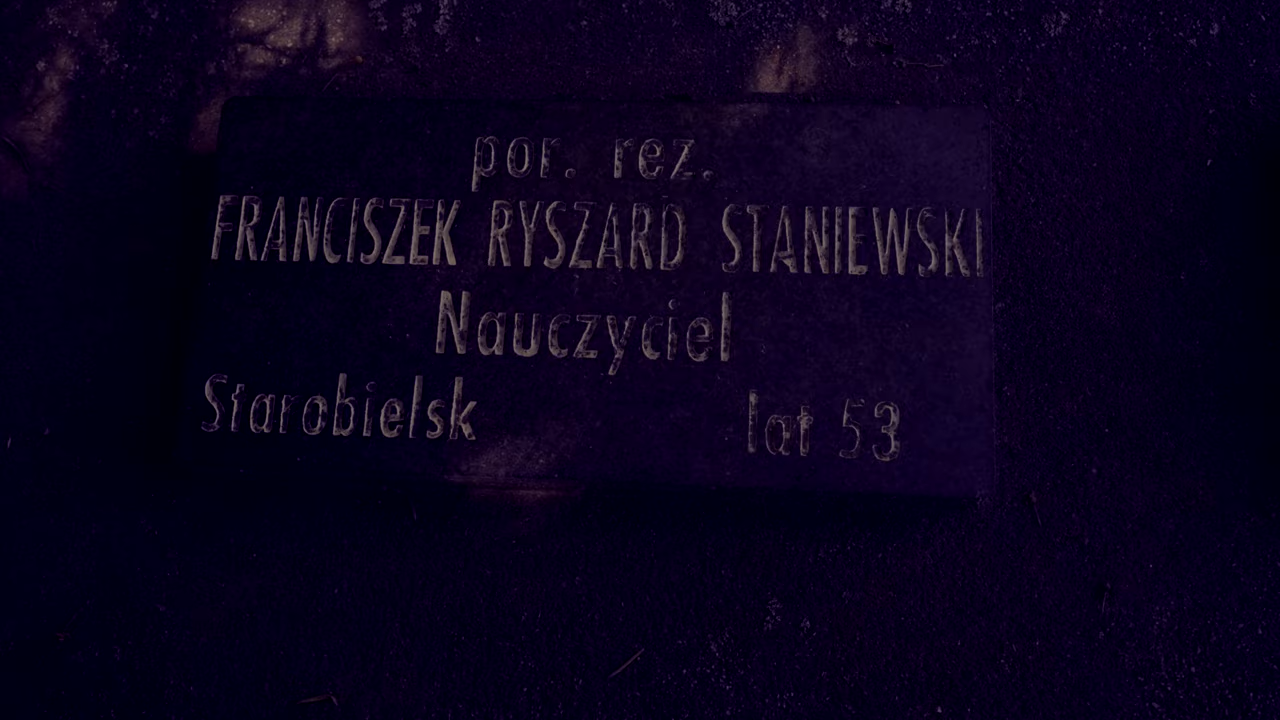 por. rez.
FRANCISZEK RYSZARD STANIEWSKI
Nauczyciel
Starobielsk lat 53